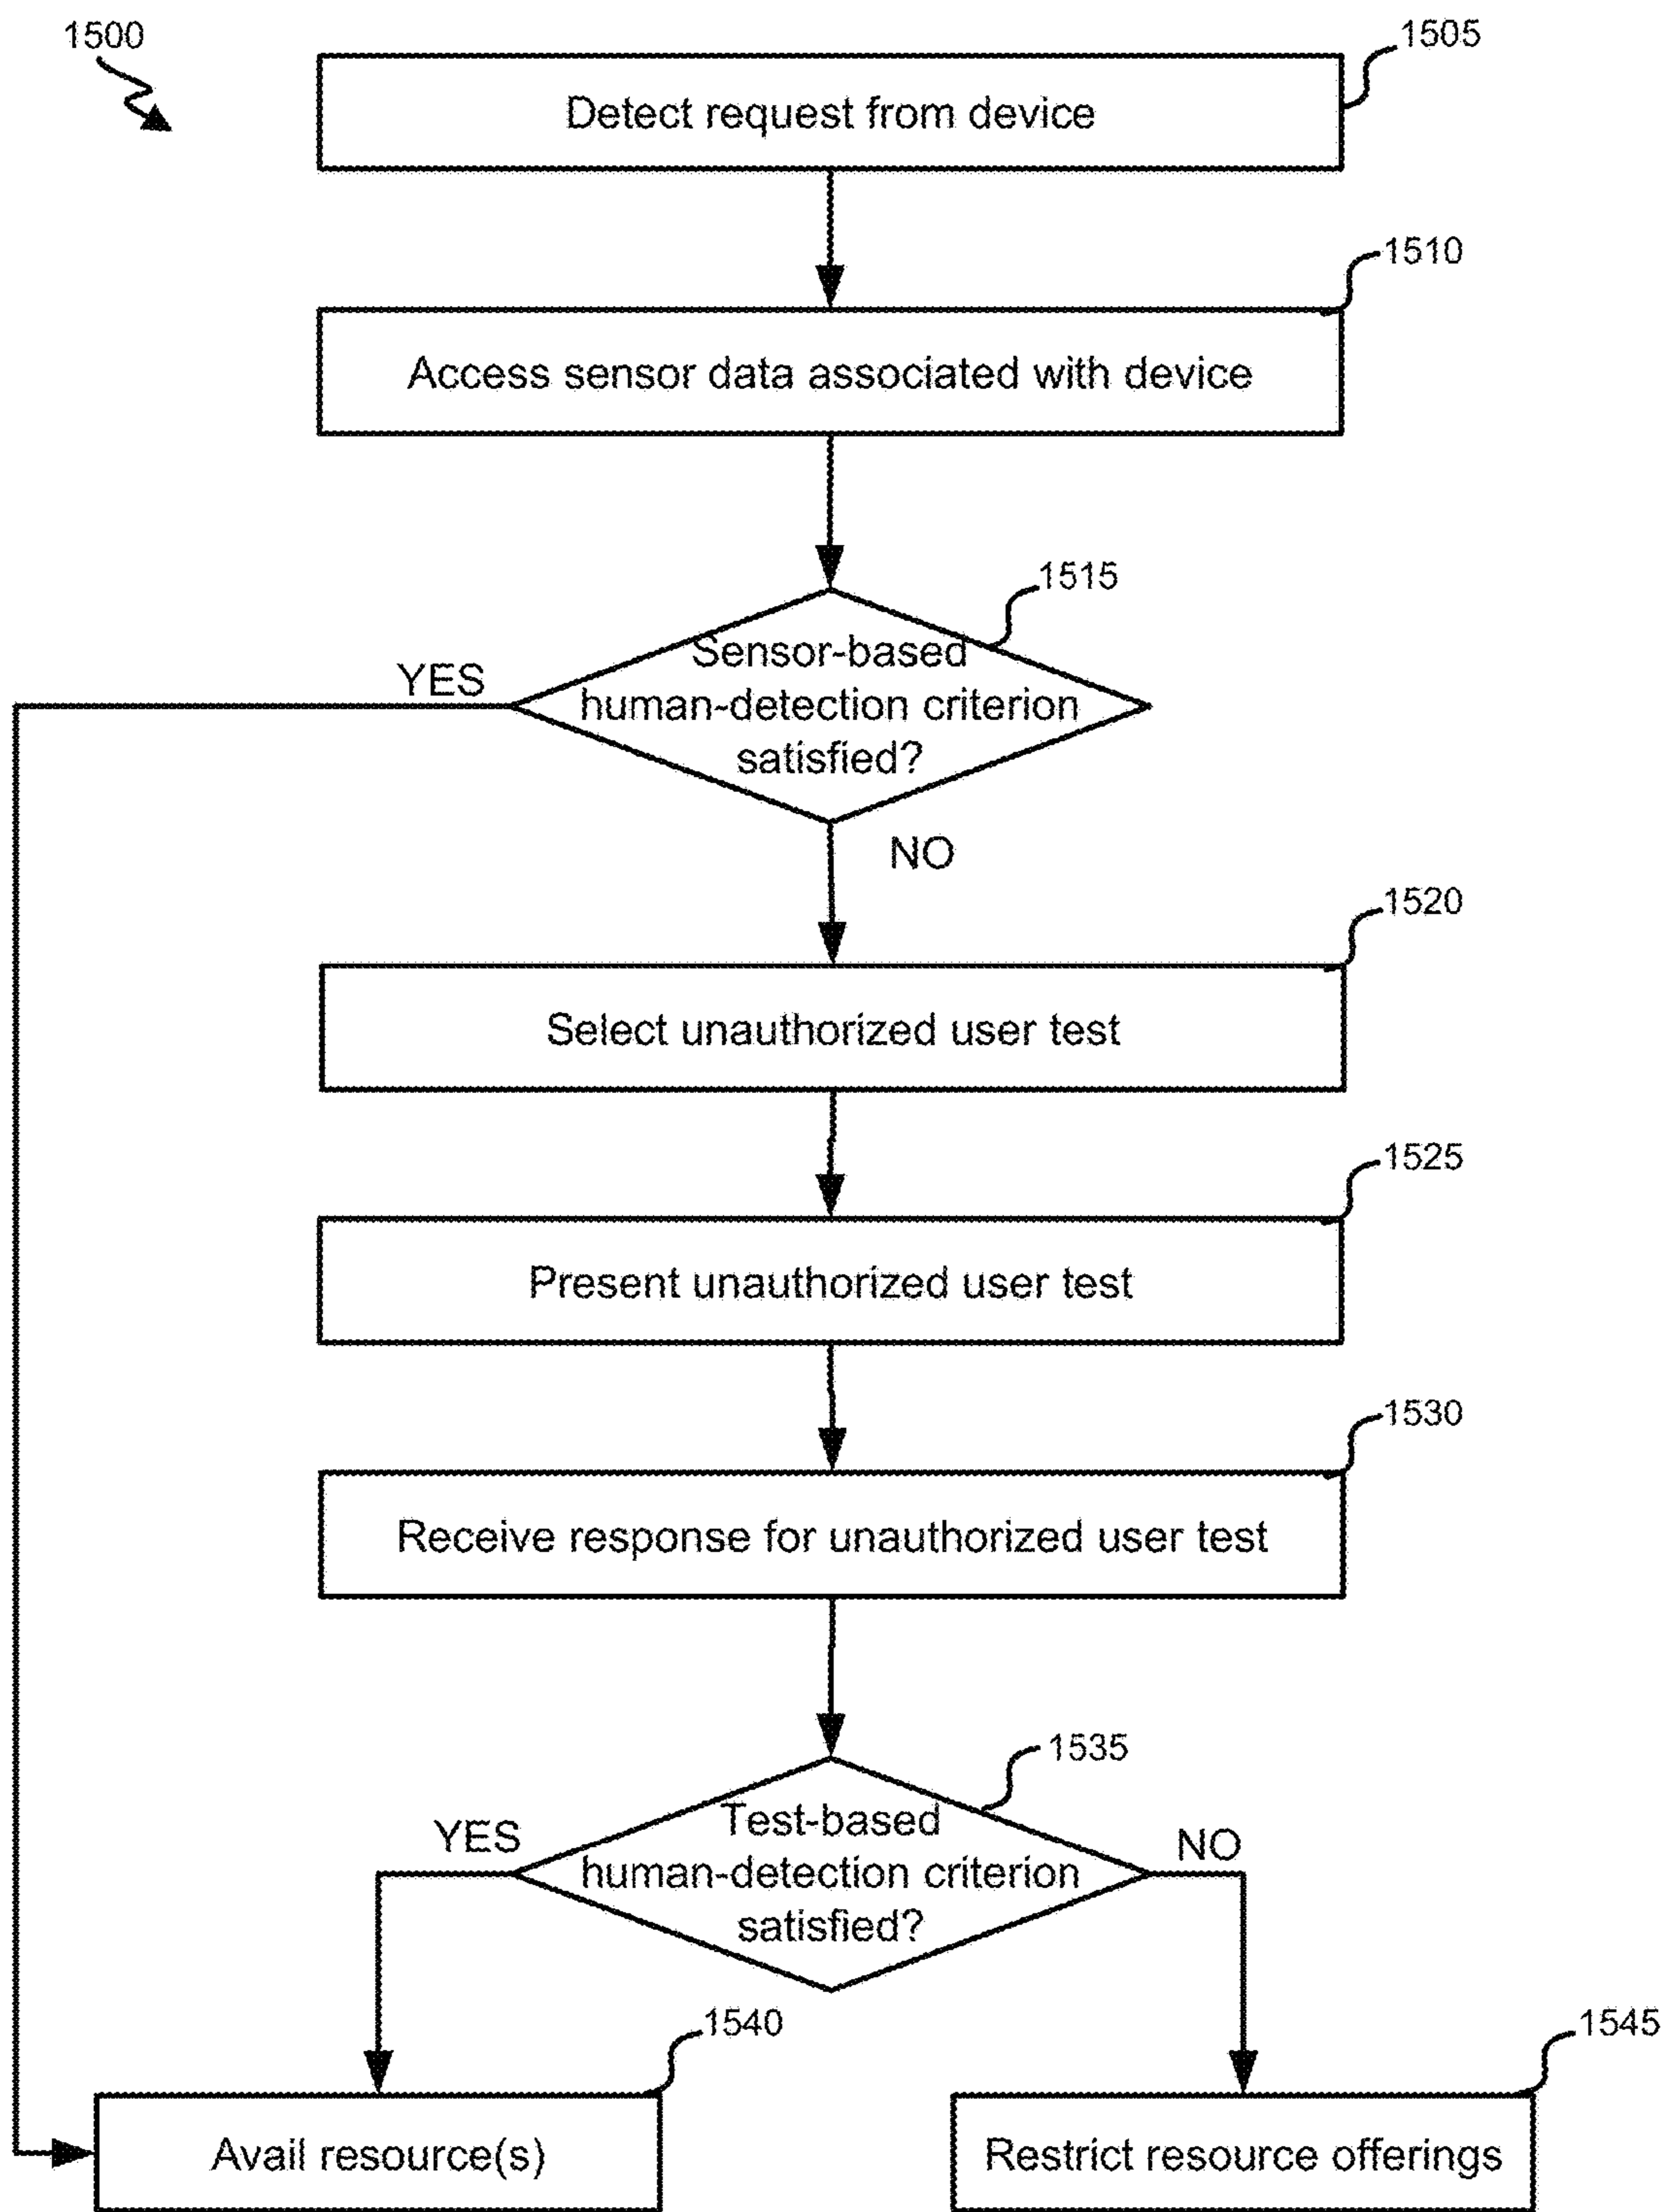 1500
1505
Detect request from device
1510
Access sensor data associated with device
1515
Sensor-based
human-detection criterion
satisfied?
YES
NO
1520
Select unauthorized user test
1525
Present unauthorized user test
1530
Receive response for unauthorized user test
1535
Test-based
human-detection criterion
satisfied?
YES
NO
1540
Avail resource(s)
1545
Restrict resource offerings